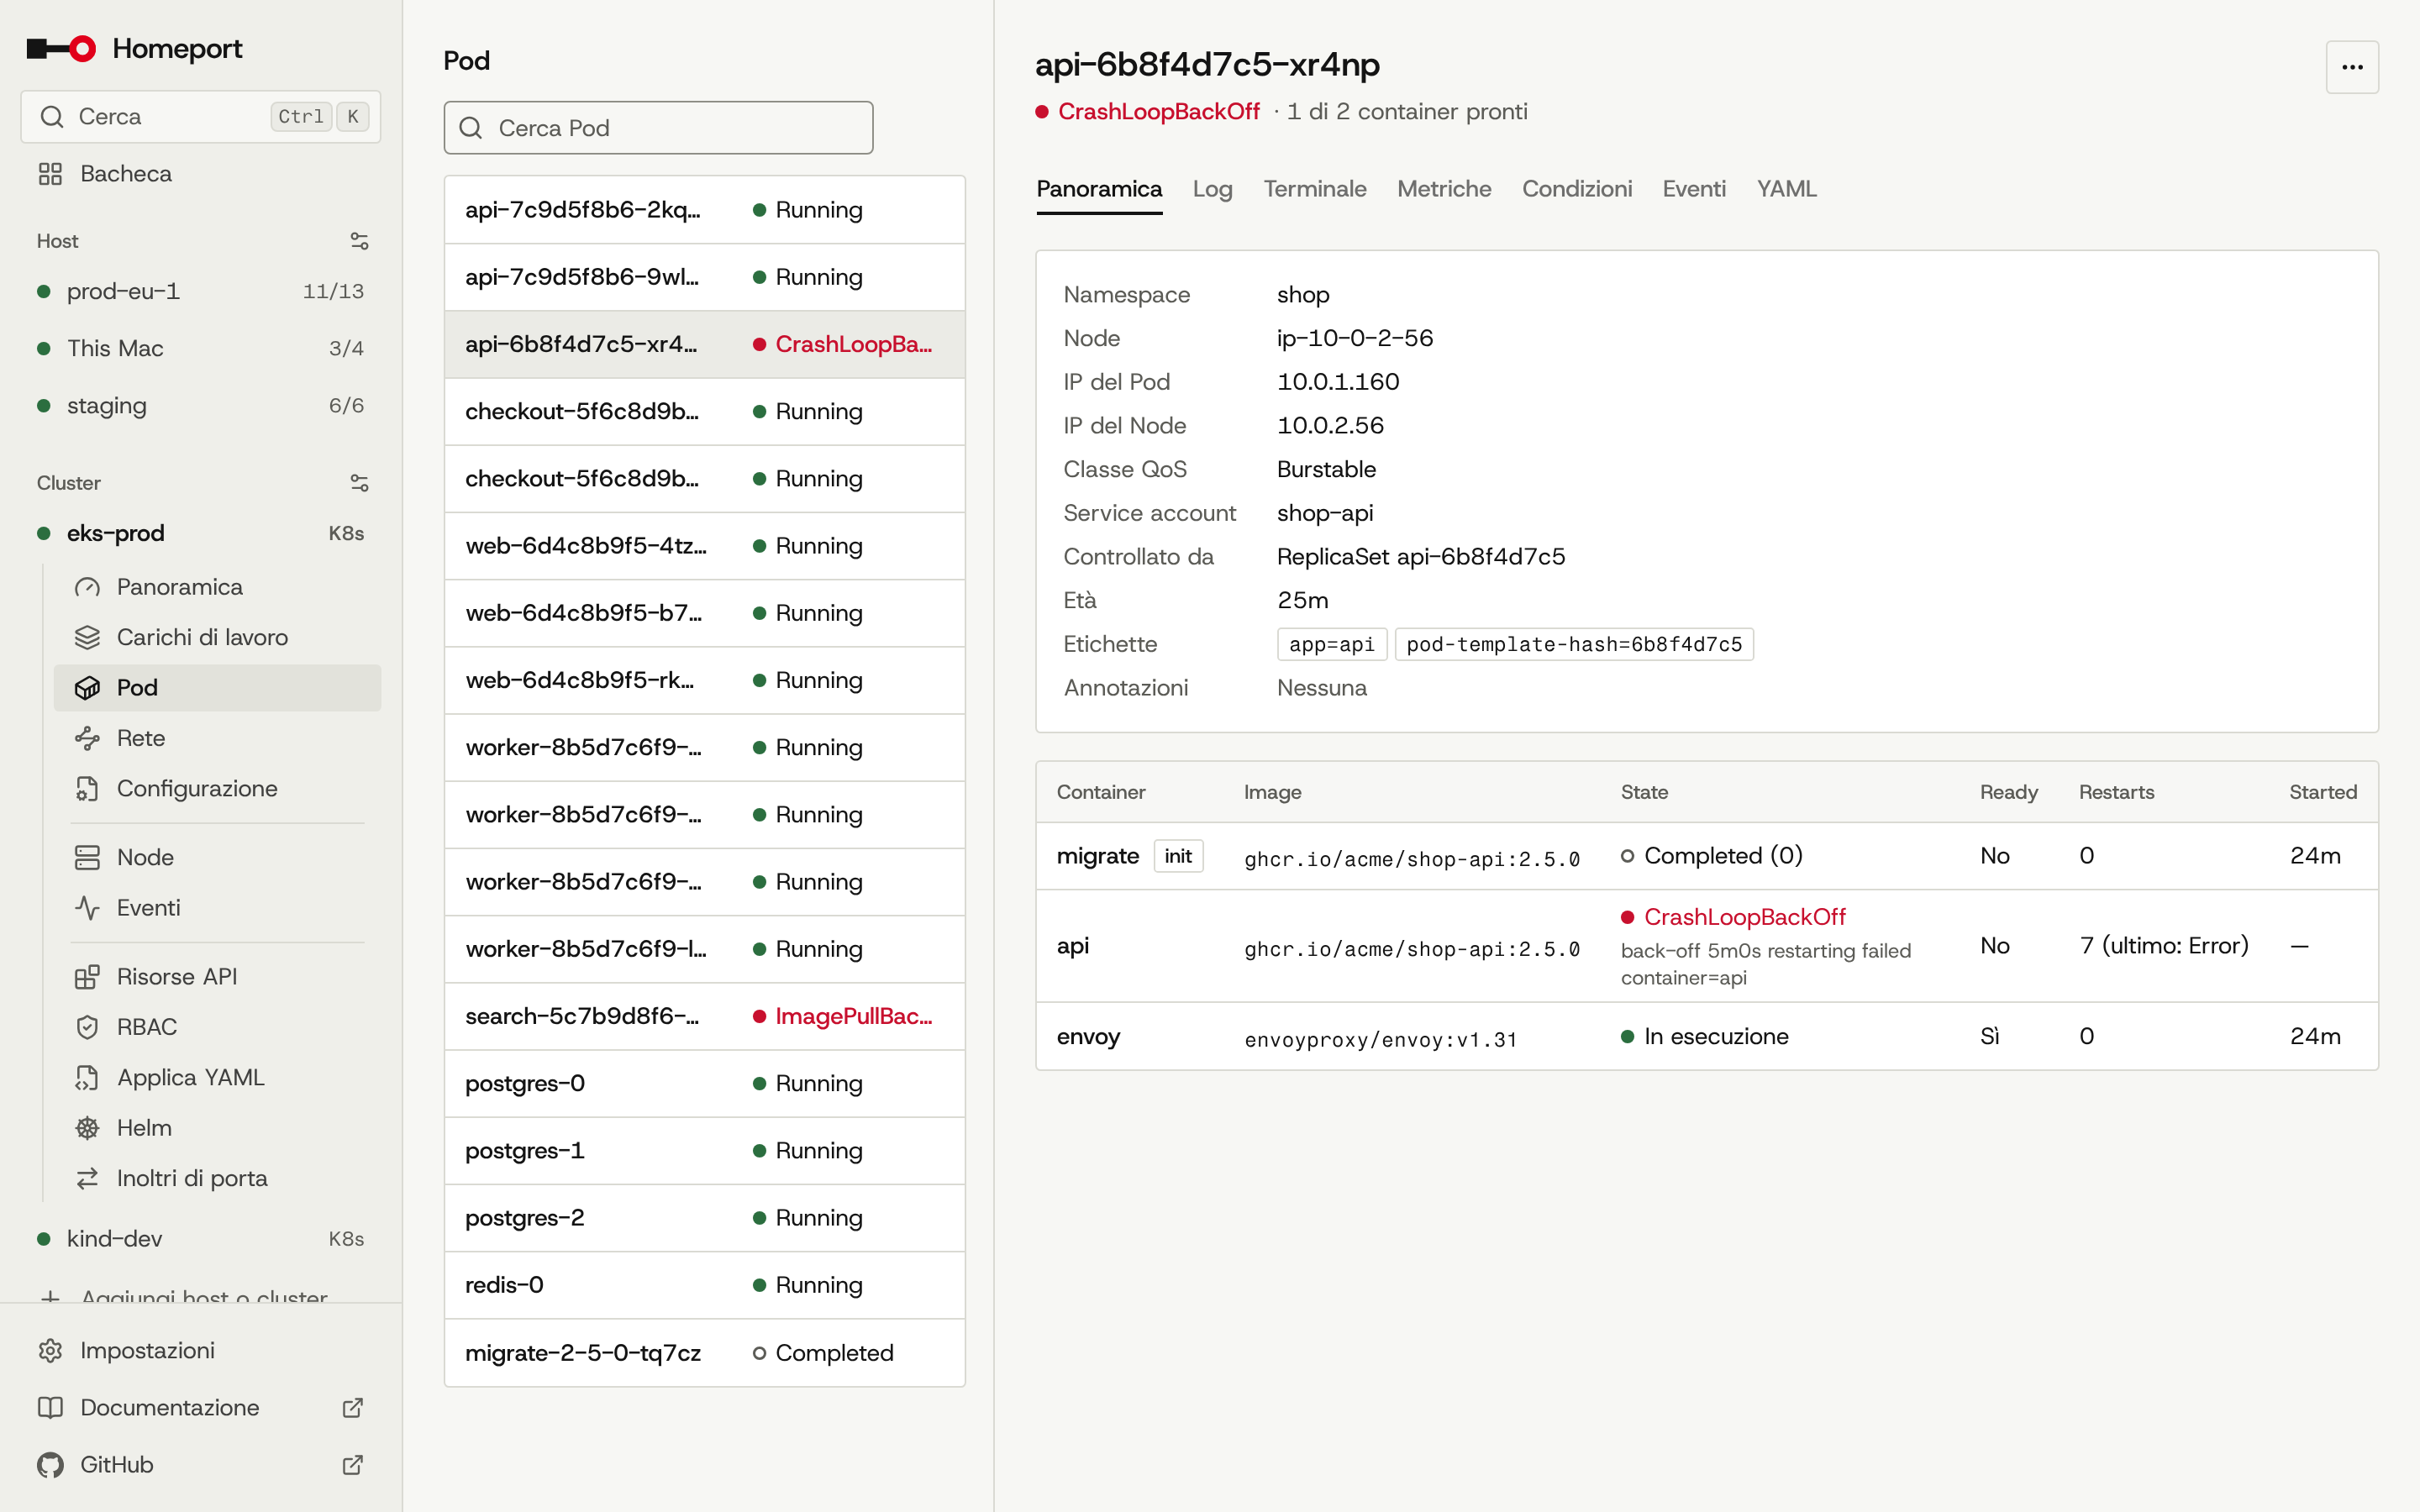 Homeport
Cerca Ctrl K
Bacheca
Host
prod-eu-1 11/13
This Mac 3/4
staging 6/6
Cluster
eks-prod K8s
Panoramica
Carichi di lavoro
Pod
Rete
Configurazione
Node
Eventi
Risorse API
RBAC
Applica YAML
Helm
Inoltri di porta
kind-dev K8s
Aggiungi host o cluster
Impostazioni
Documentazione
GitHub
Pod
Cerca Pod
api-7c9d5f8b6-2kq... Running
api-7c9d5f8b6-9wl... Running
api-6b8f4d7c5-xr4... CrashLoopBa...
checkout-5f6c8d9b... Running
checkout-5f6c8d9b... Running
web-6d4c8b9f5-4tz... Running
web-6d4c8b9f5-b7... Running
web-6d4c8b9f5-rk... Running
worker-8b5d7c6f9-... Running
worker-8b5d7c6f9-... Running
worker-8b5d7c6f9-... Running
worker-8b5d7c6f9-l... Running
search-5c7b9d8f6-... ImagePullBac...
postgres-0 Running
postgres-1 Running
postgres-2 Running
redis-0 Running
migrate-2-5-0-tq7cz Completed
api-6b8f4d7c5-xr4np
CrashLoopBackOff · 1 di 2 container pronti
Panoramica Log Terminale Metriche Condizioni Eventi YAML
Namespace shop
Node ip-10-0-2-56
IP del Pod 10.0.1.160
IP del Node 10.0.2.56
Classe QoS Burstable
Service account shop-api
Controllato da ReplicaSet api-6b8f4d7c5
Età 25m
Etichette app=api pod-template-hash=6b8f4d7c5
Annotazioni Nessuna
Container Image State Ready Restarts Started
migrate init ghcr.io/acme/shop-api:2.5.0 Completed (0) No 0 24m
api ghcr.io/acme/shop-api:2.5.0 CrashLoopBackOff No 7 (ultimo: Error) —
back-off 5m0s restarting failed
container=api
envoy envoyproxy/envoy:v1.31 In esecuzione Sì 0 24m